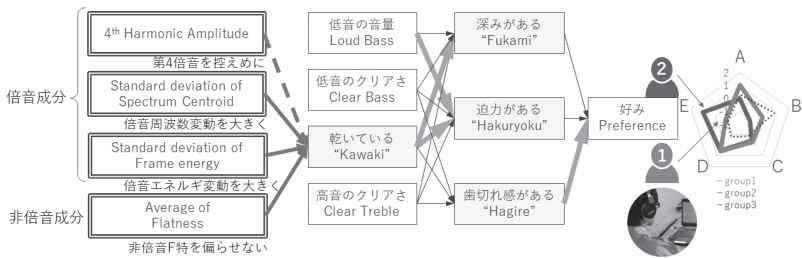 倍音成分
非倍音成分
4th Harmonic Amplitude
第4倍音を控えめに
Standard deviation of
Spectrum Centroid
倍音周波数変動を大きく
Standard deviation of
Frame energy
倍音エネルギ変動を大きく
Average of
Flatness
非倍音F特を偏らせない
低音の音量
Loud Bass
低音のクリアさ
Clear Bass
乾いている
“Kawaki”
高音のクリアさ
Clear Treble
深みがある
“Fukami”
迫力がある
“Hakuryoku”
歯切れ感がある
“Hagire”
好み
Preference
2
1
A
B
C
D
E
2
1
0
group1
group2
group3